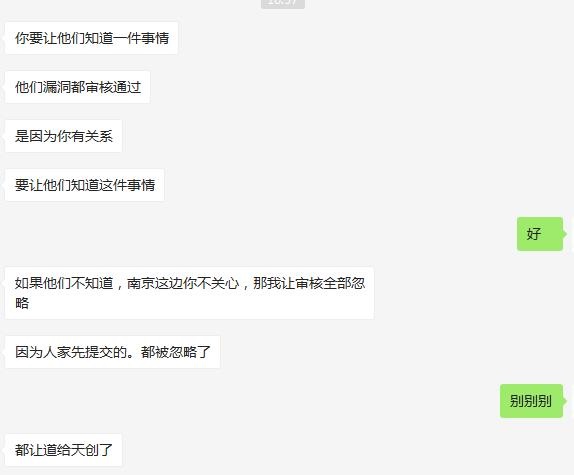 你要让他们知道一件事情
他们漏洞都审核通过
是因为你有关系
要让他们知道这件事情
好
如果他们不知道，南京这边你不关心，那我让审核全部忽
略
因为人家先提交的。都被忽略了
别别别
都让道给天创了